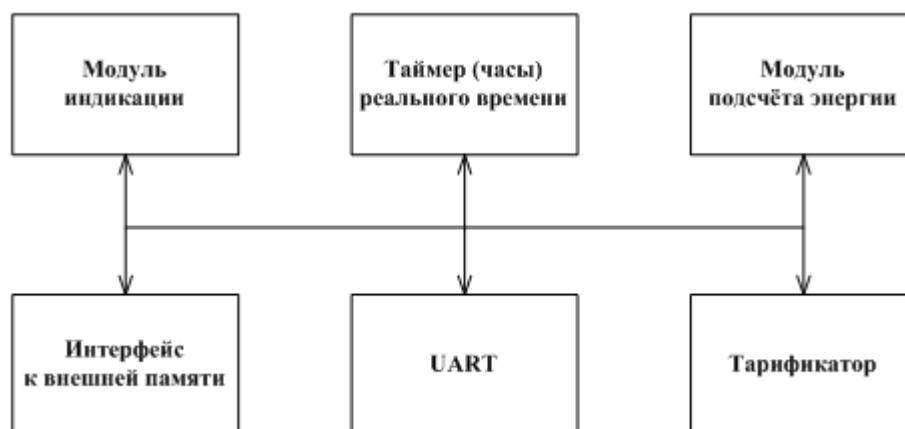 Модуль
индикации
Таймер (часы)
реального времени
Модуль
подсчёта энергии
Интерфейс
к внешней памяти
UART
Тарификатор